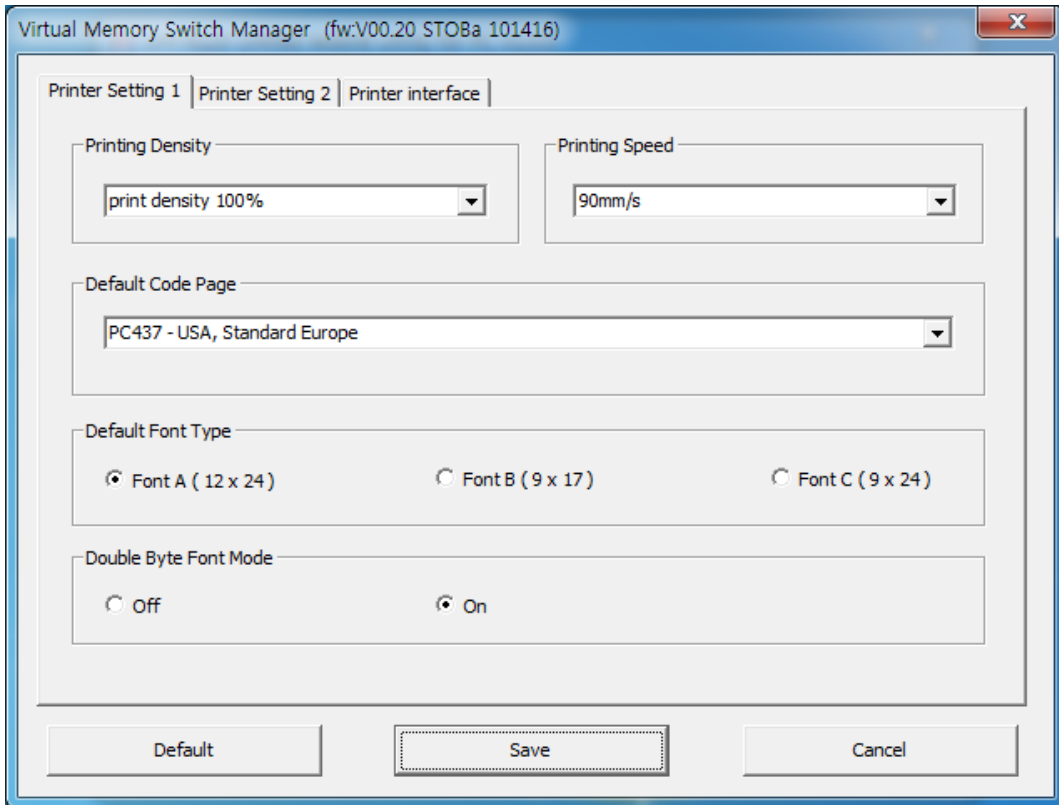 Virtual Memory Switch Manager (fw:V00.20 STOBa 101416)
Printer Setting 1 Printer Setting 2 Printer interface
Printing Density Printing Speed
print density 100% 90mm/s
Default Code Page
PC437 - USA, Standard Europe
Default Font Type
Font A ( 12 x 24 ) Font B ( 9 x 17 ) Font C ( 9 x 24 )
Double Byte Font Mode
Off On
Default Save Cancel